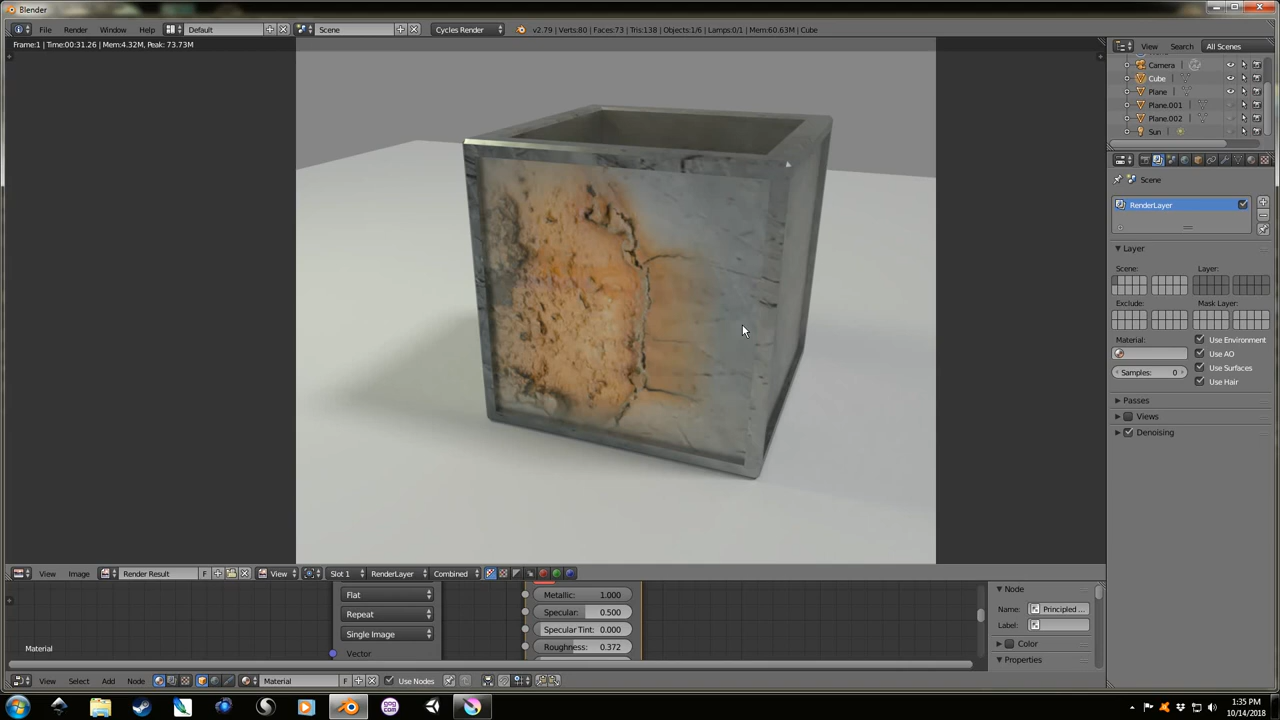 Blender
File Render Window Help Default Scene Cycles Render v2.79 | Verts:80 | Faces:73 | Tris:138 | Objects:1/6 | Lamps:0/1 | Mem:60.63M | Cube
Frame:1 | Time:00:31.26 | Mem:4.32M, Peak: 73.73M
View Search All Scenes
Camera
Cube
Plane
Plane.001
Plane.002
Sun
Scene
RenderLayer
Layer
Scene: Layer:
Exclude: Mask Layer:
Material: Use Environment
Use AO
Samples: 0 Use Surfaces
Use Hair
Passes
Views
Denoising
View Image Render Result F View Slot 1 RenderLayer Combined
Flat
Repeat
Single Image
Vector
Metallic: 1.000
Specular: 0.500
Specular Tint: 0.000
Roughness: 0.372
Node
Name: Principled ...
Label:
Color
Properties
Material
View Select Add Node Material F Use Nodes
1:35 PM
10/14/2018